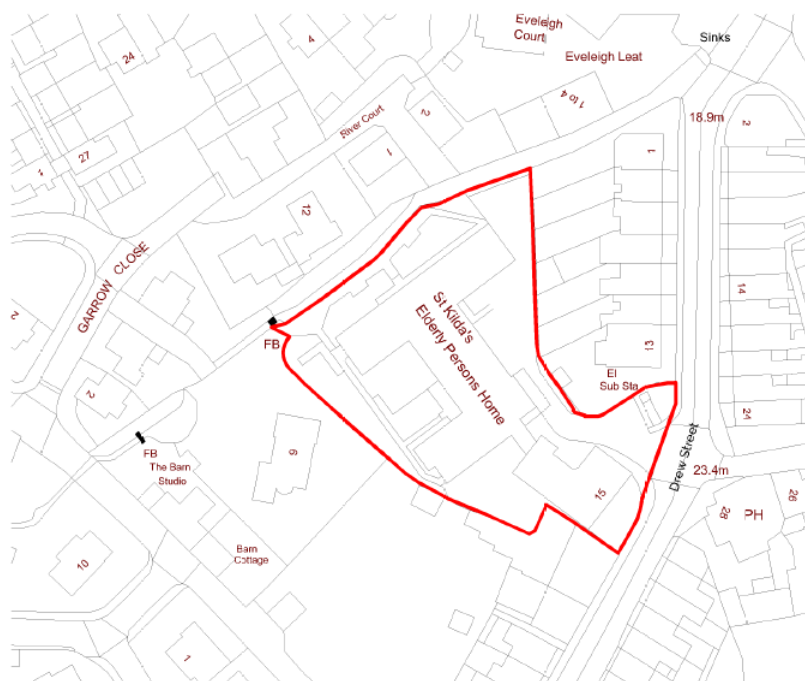 Eveleigh
Court
Sinks
4
24
Eveleigh Leat
1 to 4
18.9m
2
River Court
2
27
1
1
1
12
GARROW CLOSE
St Kilda's
Elderly Persons Home
14
2
FB
13
El
Sub Sta
2
24
FB
The Barn
Studio
6
Drew Street
23.4m
15
26
28
PH
10
Barn
Cottage
1